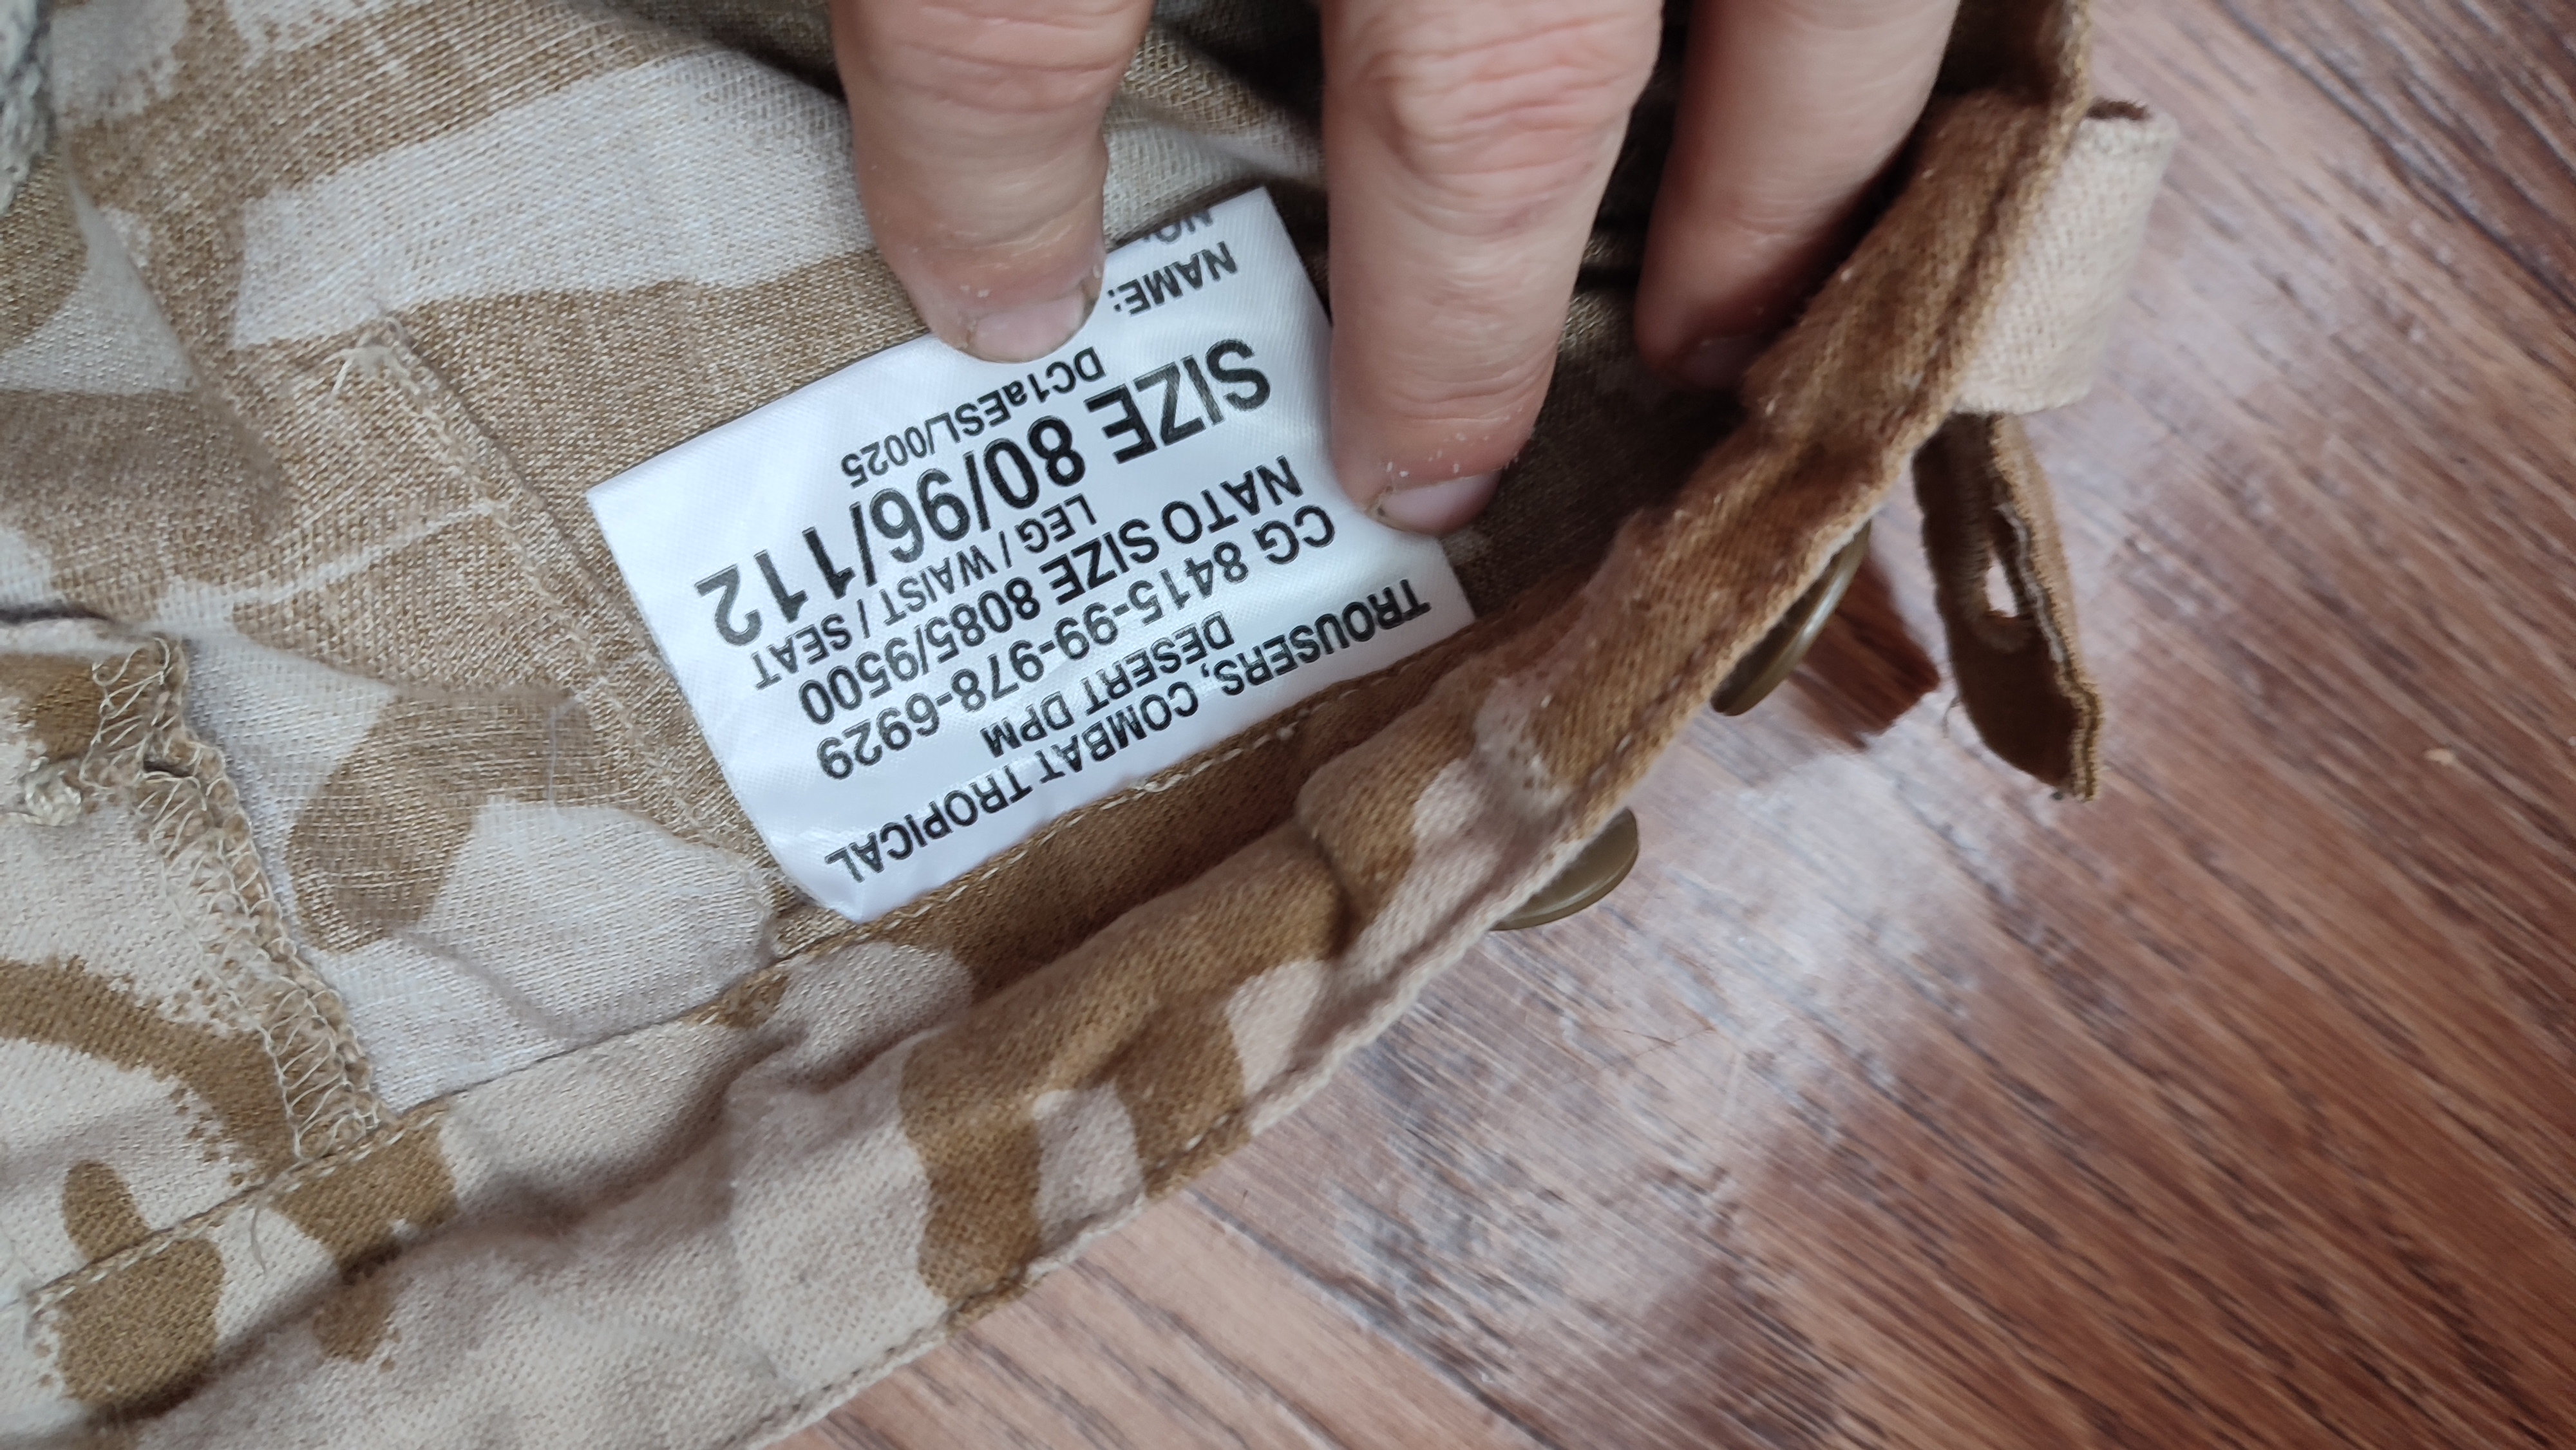 TROUSERS, COMBAT TROPICAL
DESERT DPM
CG 8415-99-978-6929
NATO SIZE 8085/9500
LEG / WAIST / SEAT
SIZE 80/96/112
DC1aESL/0025
NAME:
NO.